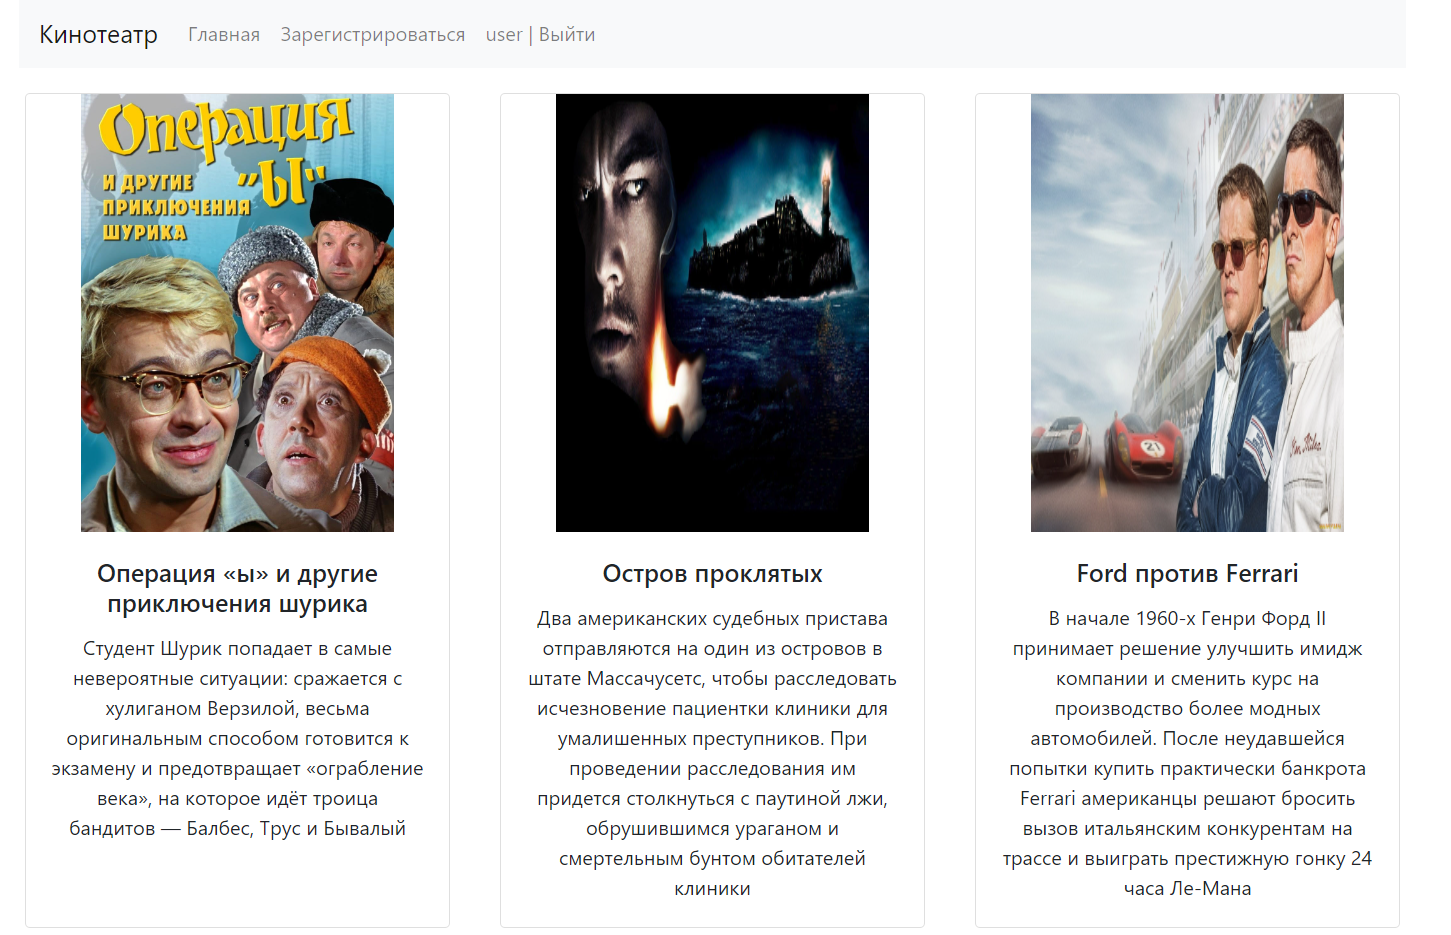 Кинотеатр Главная Зарегистрироваться user | Выйти
Операция
"Ы"
И ДРУГИЕ
ПРИКЛЮЧЕНИЯ
ШУРИКА
21
Операция «ы» и другие
приключения шурика
Студент Шурик попадает в самые
невероятные ситуации: сражается с
хулиганом Верзилой, весьма
оригинальным способом готовится к
экзамену и предотвращает «ограбление
века», на которое идёт троица
бандитов — Балбес, Трус и Бывалый
Остров проклятых
Два американских судебных пристава
отправляются на один из островов в
штате Массачусетс, чтобы расследовать
исчезновение пациентки клиники для
умалишенных преступников. При
проведении расследования им
придется столкнуться с паутиной лжи,
обрушившимся ураганом и
смертельным бунтом обитателей
клиники
Ford против Ferrari
В начале 1960-х Генри Форд II
принимает решение улучшить имидж
компании и сменить курс на
производство более модных
автомобилей. После неудавшейся
попытки купить практически банкрота
Ferrari американцы решают бросить
вызов итальянским конкурентам на
трассе и выиграть престижную гонку 24
часа Ле-Мана